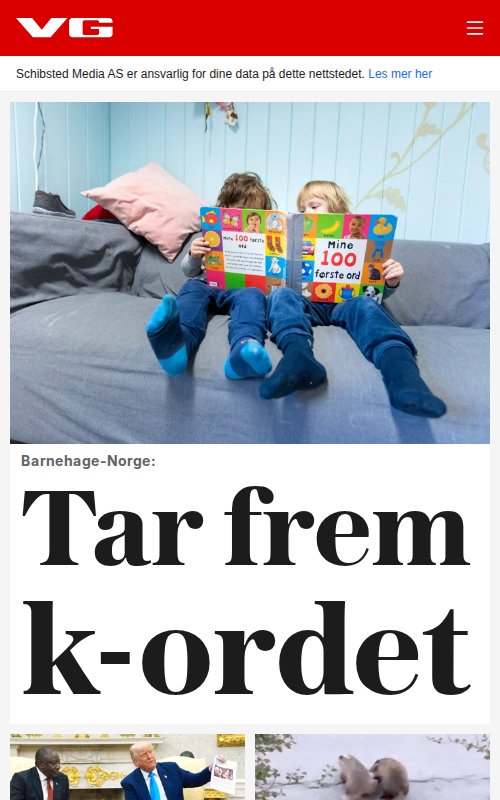 VG
Schibsted Media AS er ansvarlig for dine data på dette nettstedet. Les mer her
Mine 100 første ord
Mine
100
første ord
Barnehage-Norge:
Tar frem
k-ordet